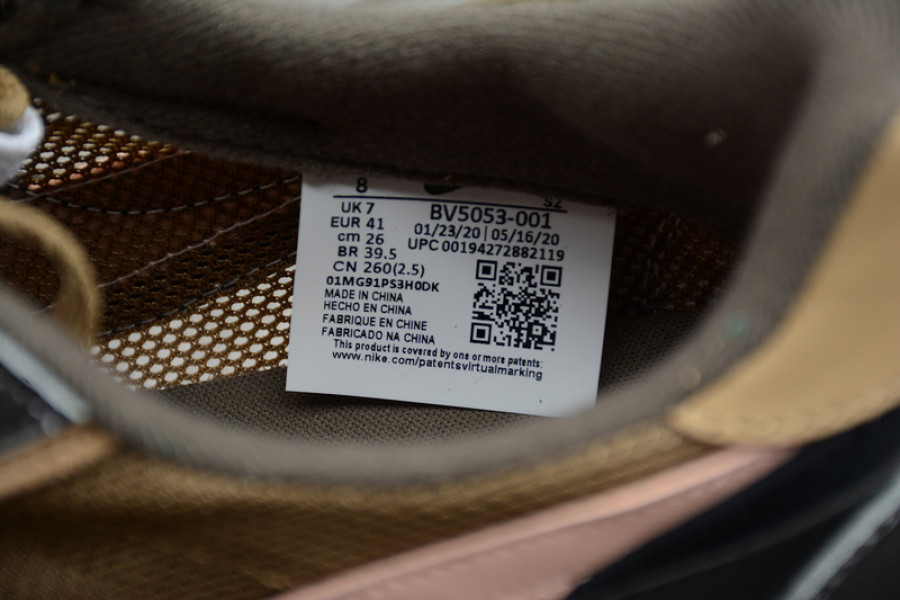 8
SZ
UK 7
EUR 41
cm 26
BR 39.5
CN 260(2.5)
BV5053-001
01/23/20 | 05/16/20
UPC 00194272882119
01MG91PS3H0DK
MADE IN CHINA
HECHO EN CHINA
FABRIQUE EN CHINE
FABRICADO NA CHINA
This product is covered by one or more patents:
www.nike.com/patentsvirtualmarking